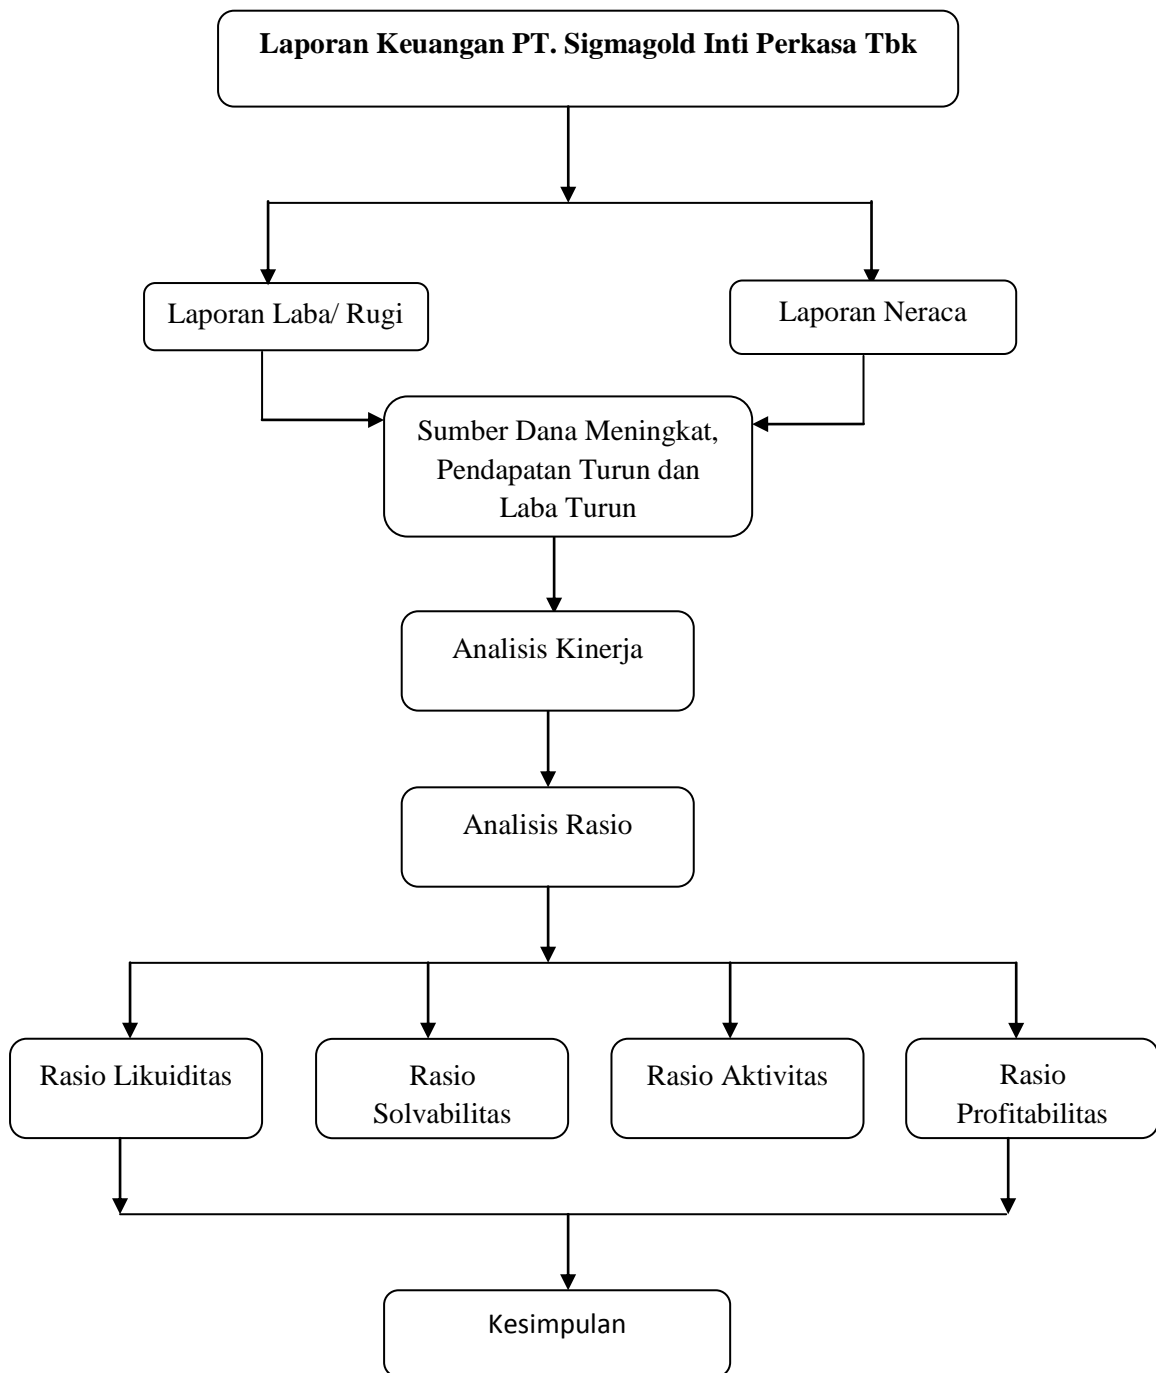 Laporan Keuangan PT. Sigmagold Inti Perkasa Tbk
Laporan Laba/ Rugi
Laporan Neraca
Sumber Dana Meningkat,
Pendapatan Turun dan
Laba Turun
Analisis Kinerja
Analisis Rasio
Rasio Likuiditas
Rasio
Solvabilitas
Rasio Aktivitas
Rasio
Profitabilitas
Kesimpulan